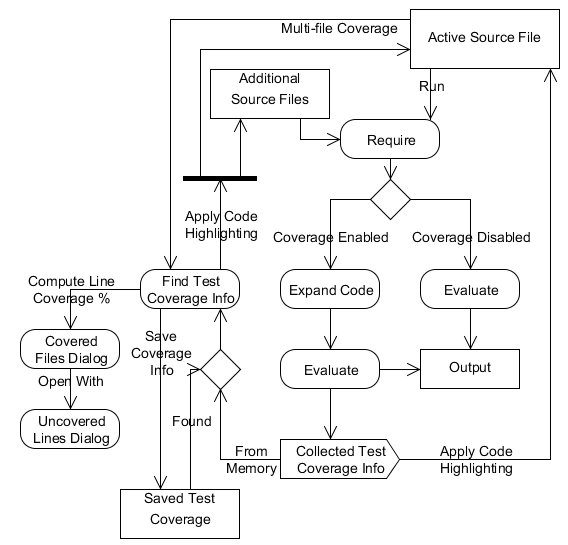 Multi-file Coverage
Active Source File
Additional
Source Files
Run
Require
Apply Code
Highlighting
Coverage Enabled
Coverage Disabled
Compute Line
Coverage %
Find Test
Coverage Info
Expand Code
Evaluate
Covered
Files Dialog
Save
Coverage
Info
Evaluate
Output
Open With
Uncovered
Lines Dialog
Found
From
Memory
Collected Test
Coverage Info
Apply Code
Highlighting
Saved Test
Coverage